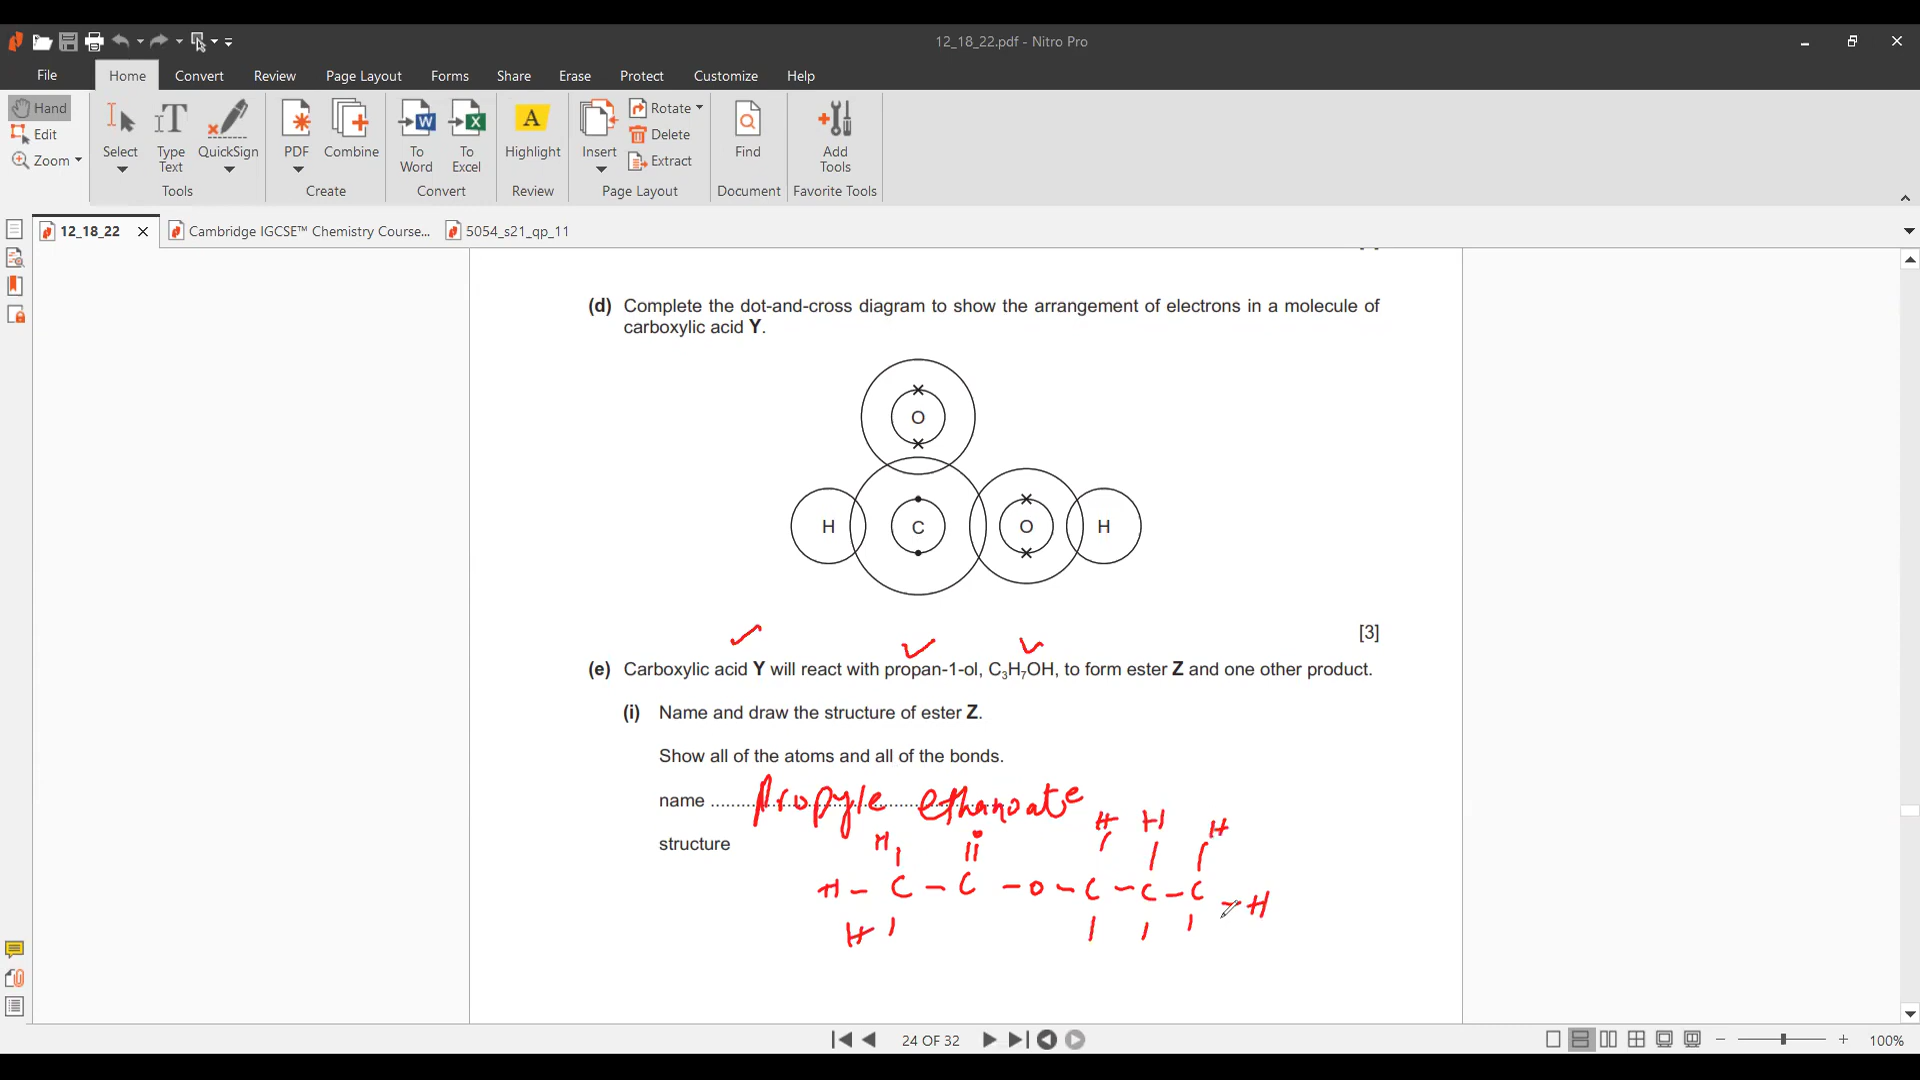 12_18_22.pdf - Nitro Pro
File Home Convert Review Page Layout Forms Share Erase Protect Customize Help
Hand
Edit
Zoom
Select
Type Text
QuickSign
Tools
PDF
Combine
Create
To Word
To Excel
Convert
A
Highlight
Review
Insert
Rotate
Delete
Extract
Page Layout
Find
Document
Add Tools
Favorite Tools
12_18_22 Cambridge IGCSE™ Chemistry Course... 5054_s21_qp_11
(d) Complete the dot-and-cross diagram to show the arrangement of electrons in a molecule of
carboxylic acid Y.
O
H C O H
[3]
(e) Carboxylic acid Y will react with propan-1-ol, C₃H₇OH, to form ester Z and one other product.
(i) Name and draw the structure of ester Z.
Show all of the atoms and all of the bonds.
name Propyle ethanoate
structure
H H H H
H – C – C – O – C – C – C – H
H
24 OF 32
100%